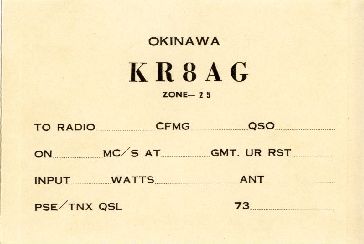 OKINAWA
KR8AG
ZONE— 25
TO RADIO CFMG QSO
ON MC/S AT GMT. UR RST
INPUT WATTS ANT
PSE/TNX QSL 73